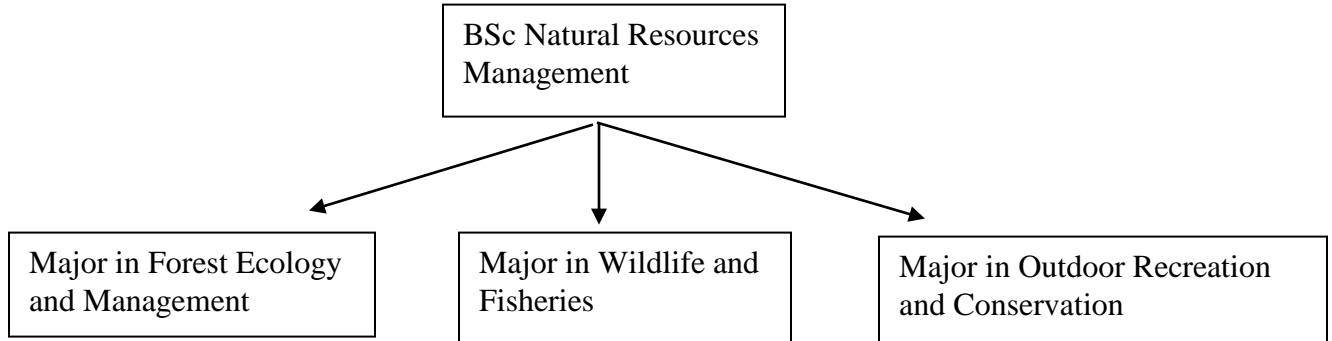 BSc Natural Resources
Management
Major in Forest Ecology
and Management
Major in Wildlife and
Fisheries
Major in Outdoor Recreation
and Conservation